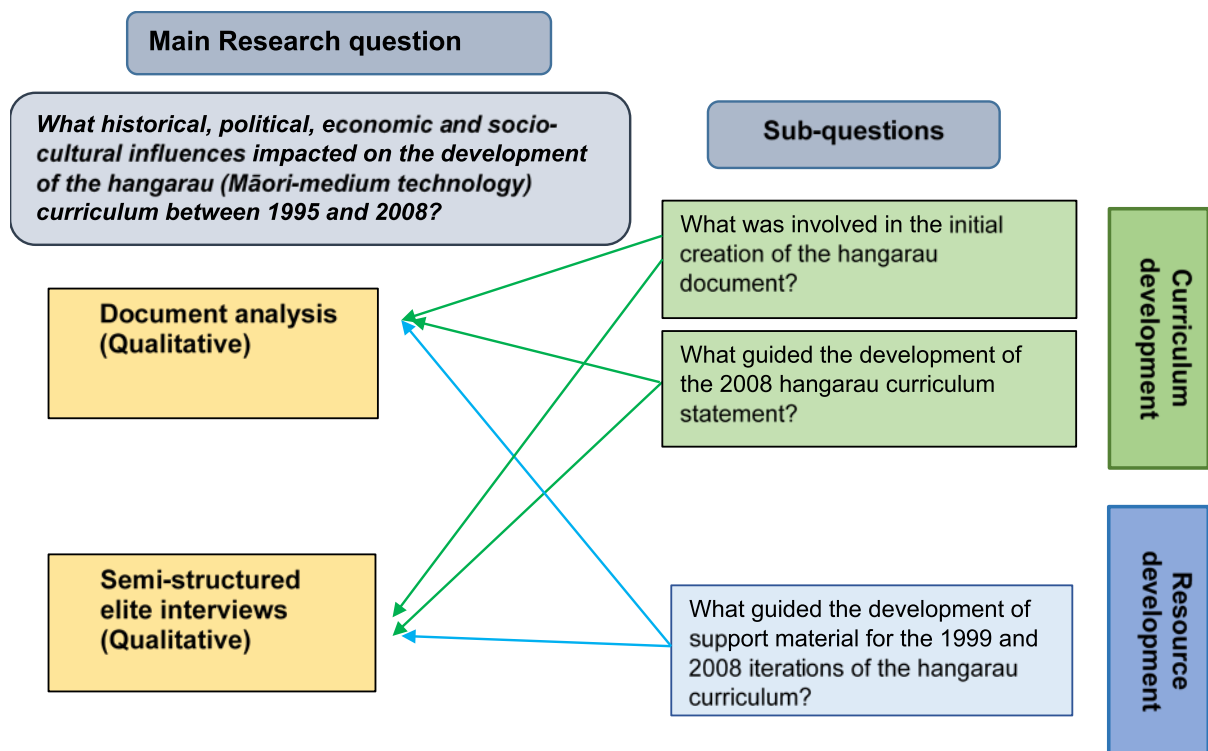 Main Research question
What historical, political, economic and socio-
cultural influences impacted on the development
of the hangarau (Māori-medium technology)
curriculum between 1995 and 2008?
Sub-questions
What was involved in the initial
creation of the hangarau
document?
What guided the development of
the 2008 hangarau curriculum
statement?
Curriculum
development
Document analysis
(Qualitative)
Semi-structured
elite interviews
(Qualitative)
What guided the development of
support material for the 1999 and
2008 iterations of the hangarau
curriculum?
Resource
development